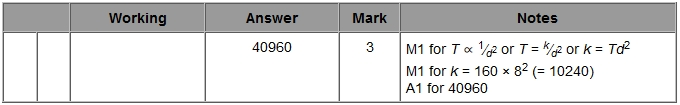 Working Answer Mark Notes
40960 3 M1 for T ∝ 1/d² or T = k/d² or k = Td²
M1 for k = 160 × 8² (= 10240)
A1 for 40960